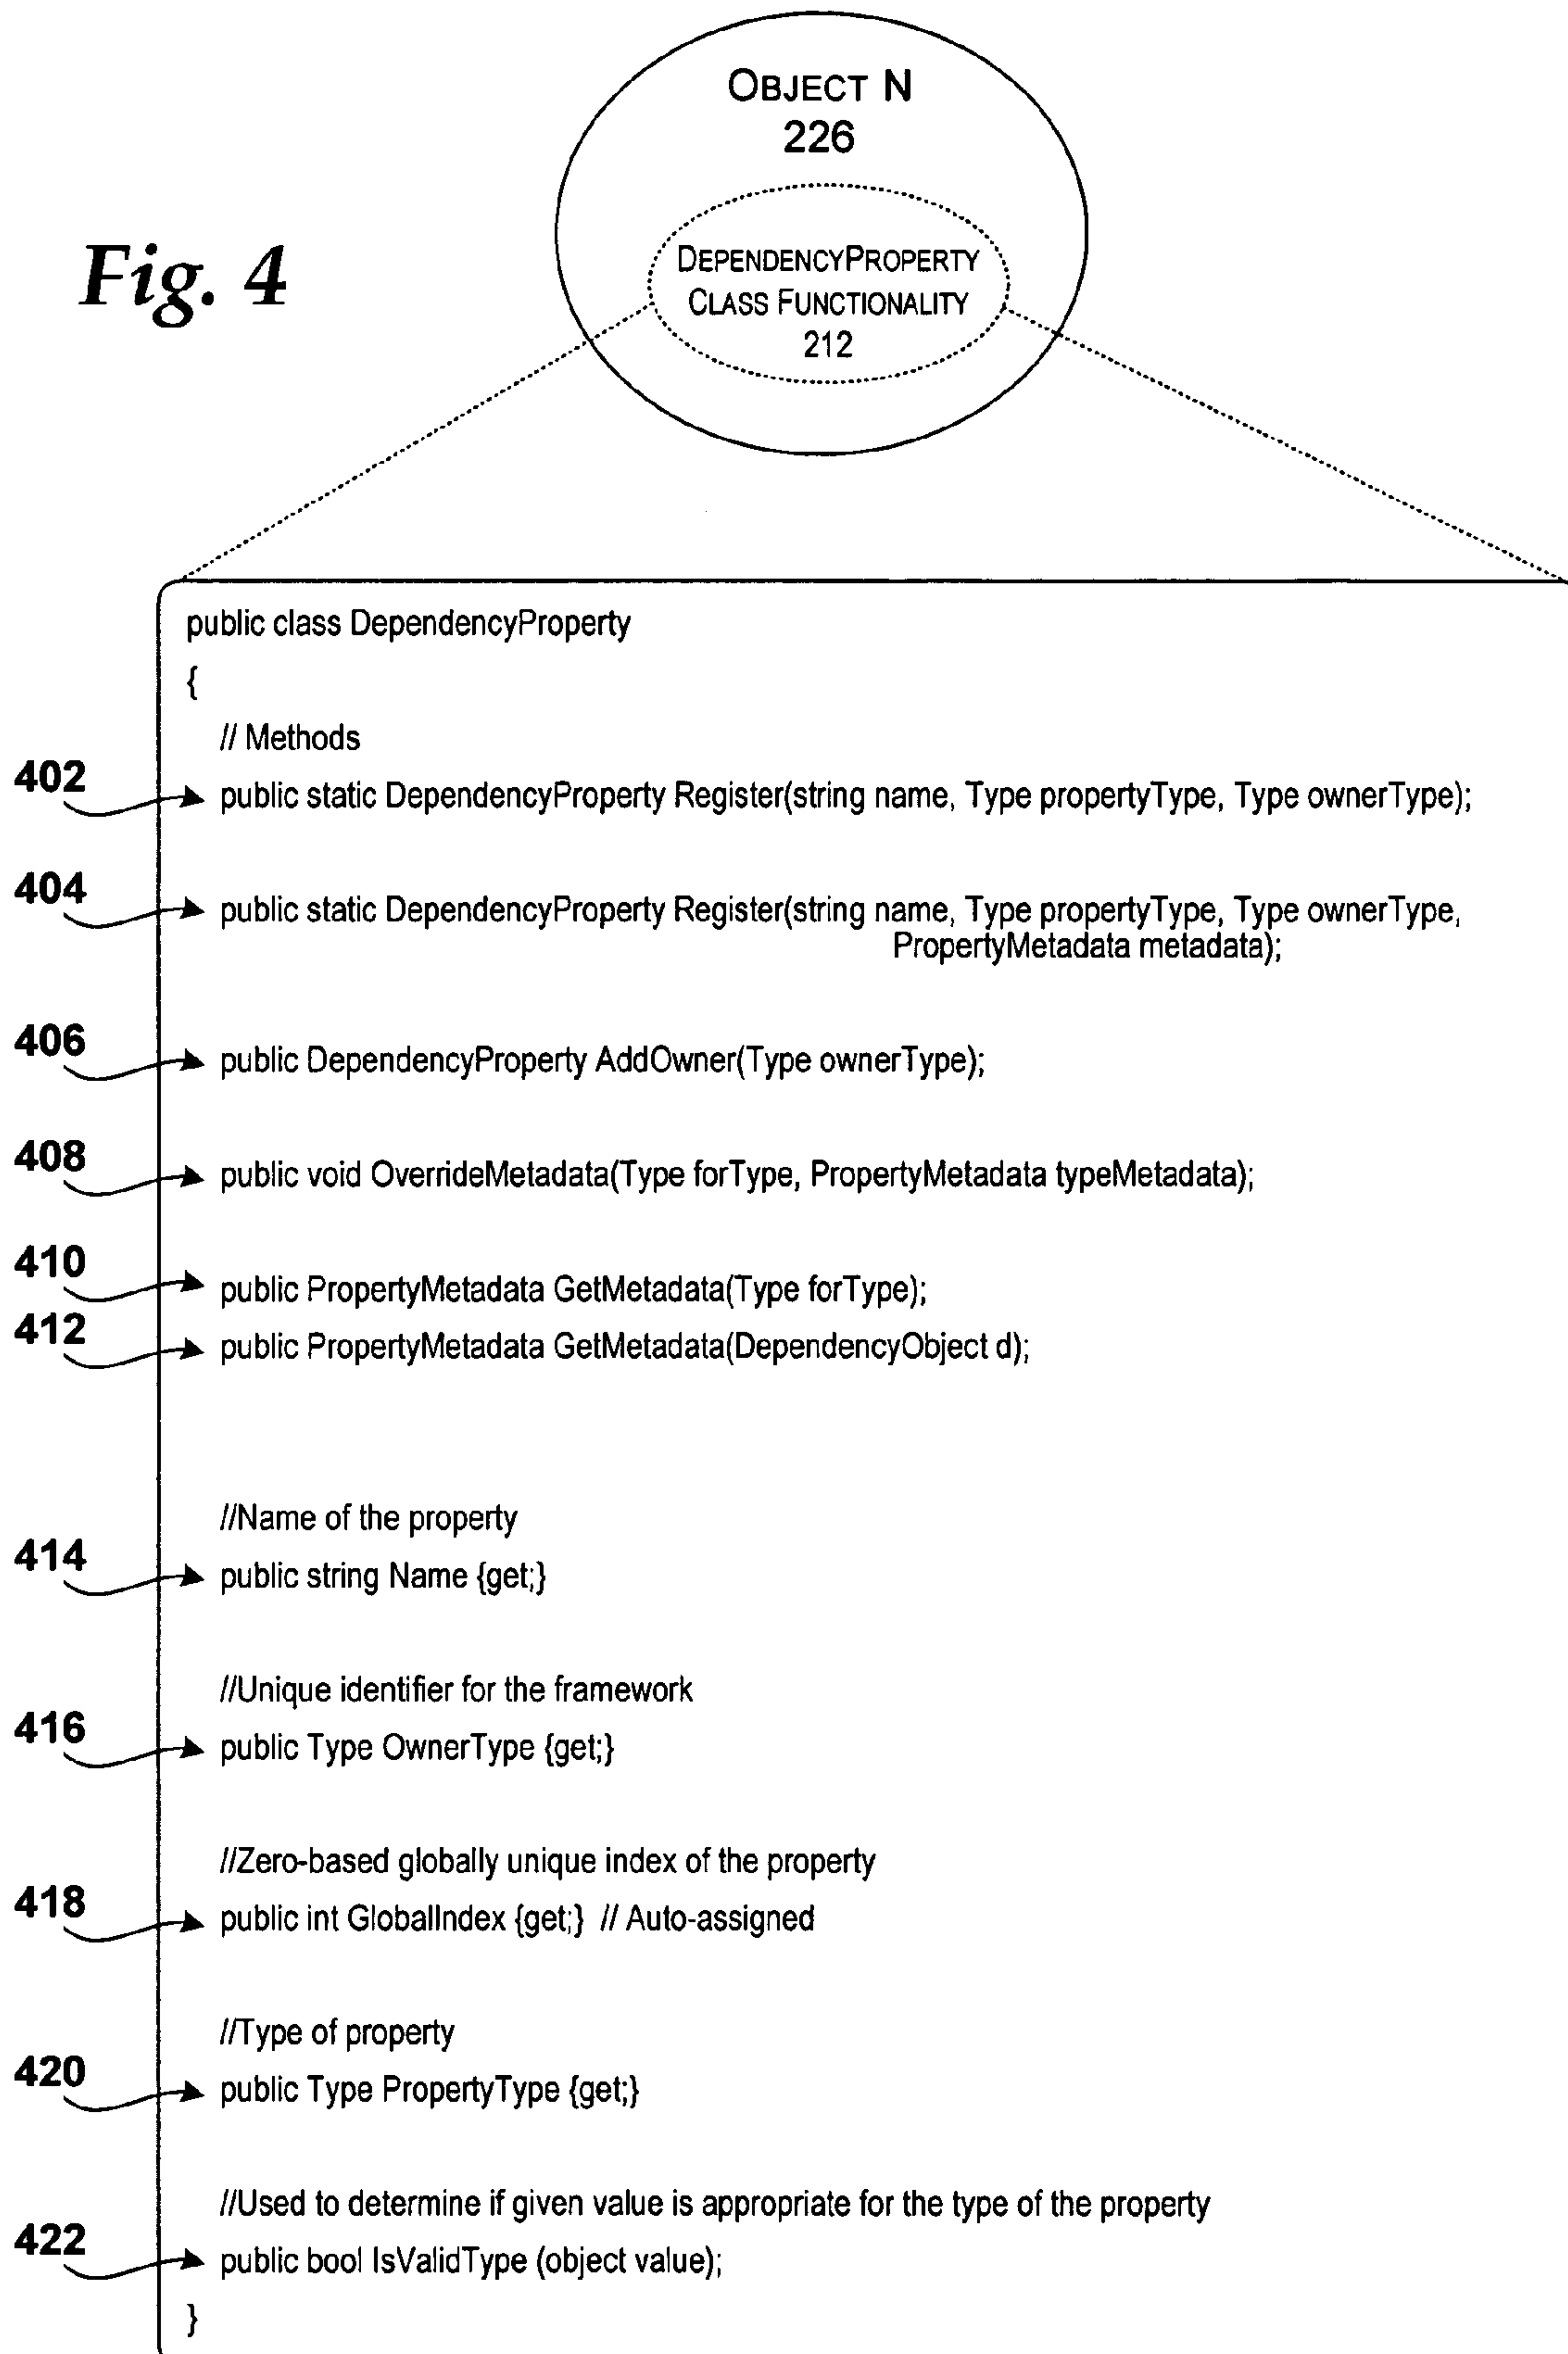 OBJECT N
226
DEPENDENCYPROPERTY
CLASS FUNCTIONALITY
212
Fig. 4
public class DependencyProperty
{
// Methods
402
public static DependencyProperty Register(string name, Type propertyType, Type ownerType);
404
public static DependencyProperty Register(string name, Type propertyType, Type ownerType,
PropertyMetadata metadata);
406
public DependencyProperty AddOwner(Type ownerType);
408
public void OverrideMetadata(Type forType, PropertyMetadata typeMetadata);
410
public PropertyMetadata GetMetadata(Type forType);
412
public PropertyMetadata GetMetadata(DependencyObject d);
//Name of the property
414
public string Name {get;}
//Unique identifier for the framework
416
public Type OwnerType {get;}
//Zero-based globally unique index of the property
418
public int GlobalIndex {get;} // Auto-assigned
//Type of property
420
public Type PropertyType {get;}
//Used to determine if given value is appropriate for the type of the property
422
public bool IsValidType (object value);
}